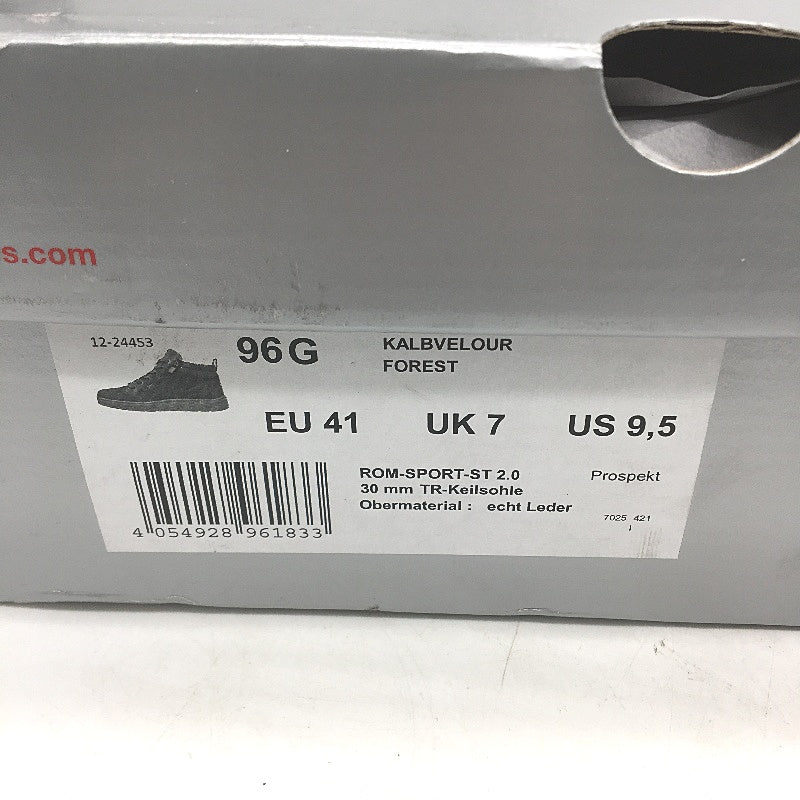 s.com
12-24453 96G KALBVELOUR
FOREST
EU 41 UK 7 US 9,5
ROM-SPORT-ST 2.0 Prospekt
30 mm TR-Keilsohle
Obermaterial : echt Leder
7025 421
4 054928 961833